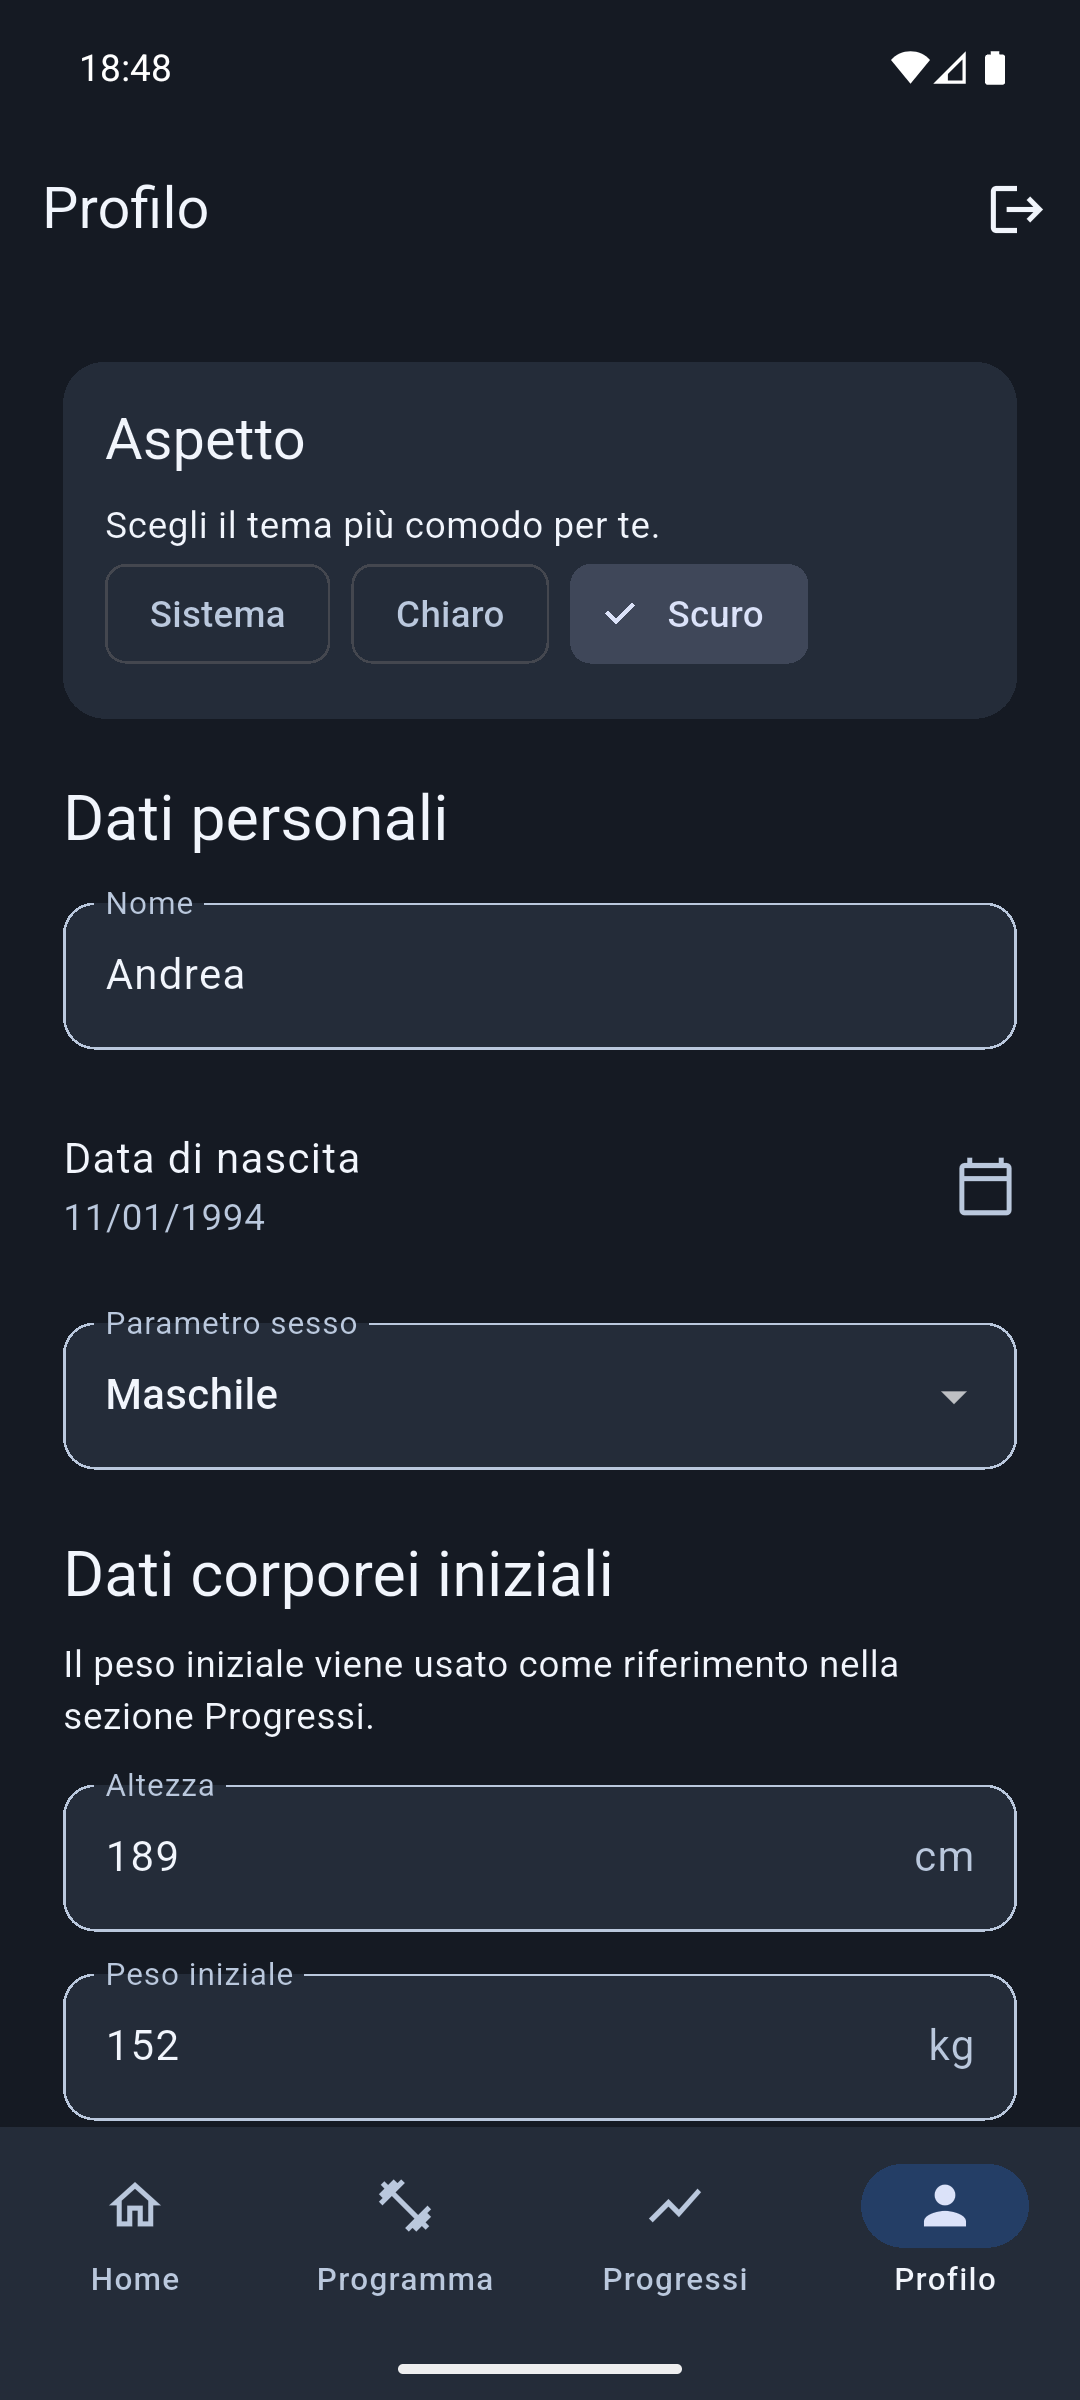 18:48
Profilo
Aspetto
Scegli il tema più comodo per te.
Sistema
Chiaro
Scuro
Dati personali
Nome
Andrea
Data di nascita
11/01/1994
Parametro sesso
Maschile
Dati corporei iniziali
Il peso iniziale viene usato come riferimento nella
sezione Progressi.
Altezza
189 cm
Peso iniziale
152 kg
Home
Programma
Progressi
Profilo